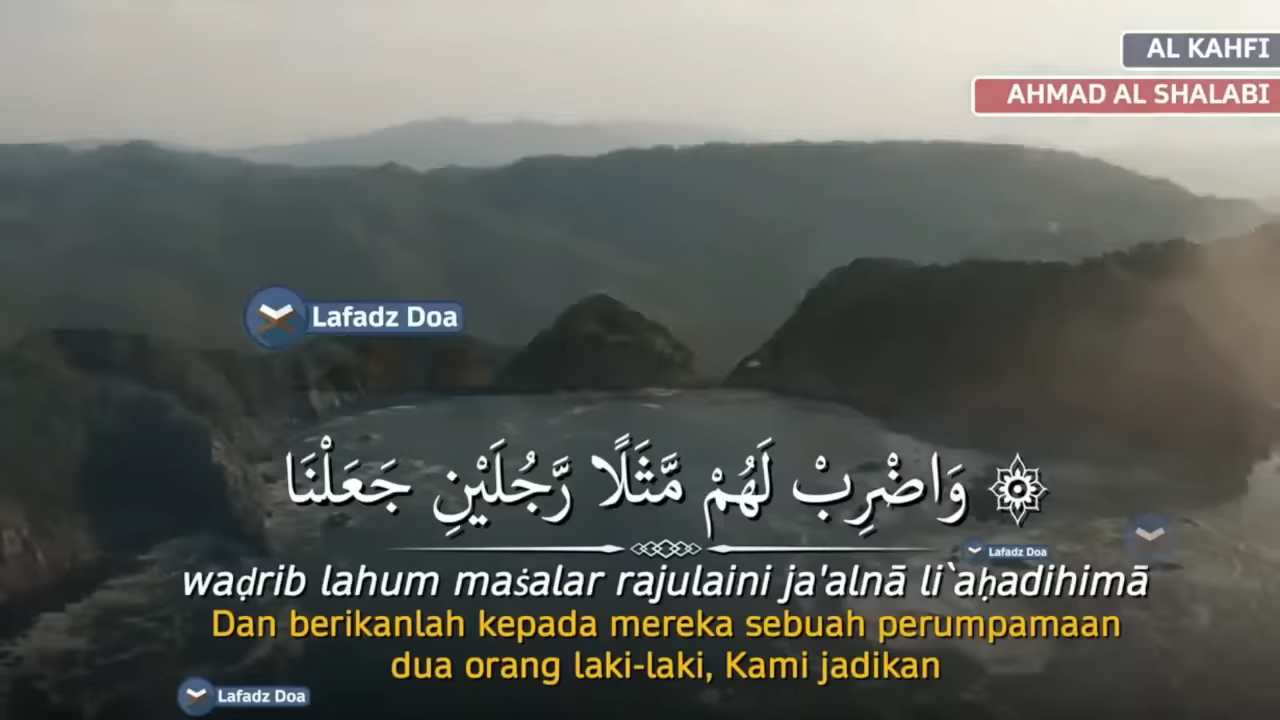 AL KAHFI
AHMAD AL SHALABI
Lafadz Doa
۞ وَاضْرِبْ لَهُمْ مَّثَلًا رَّجُلَيْنِ جَعَلْنَا
Lafadz Doa
waḍrib lahum maṡalar rajulaini ja'alnā li`aḥadihimā
Dan berikanlah kepada mereka sebuah perumpamaan
dua orang laki-laki, Kami jadikan
Lafadz Doa